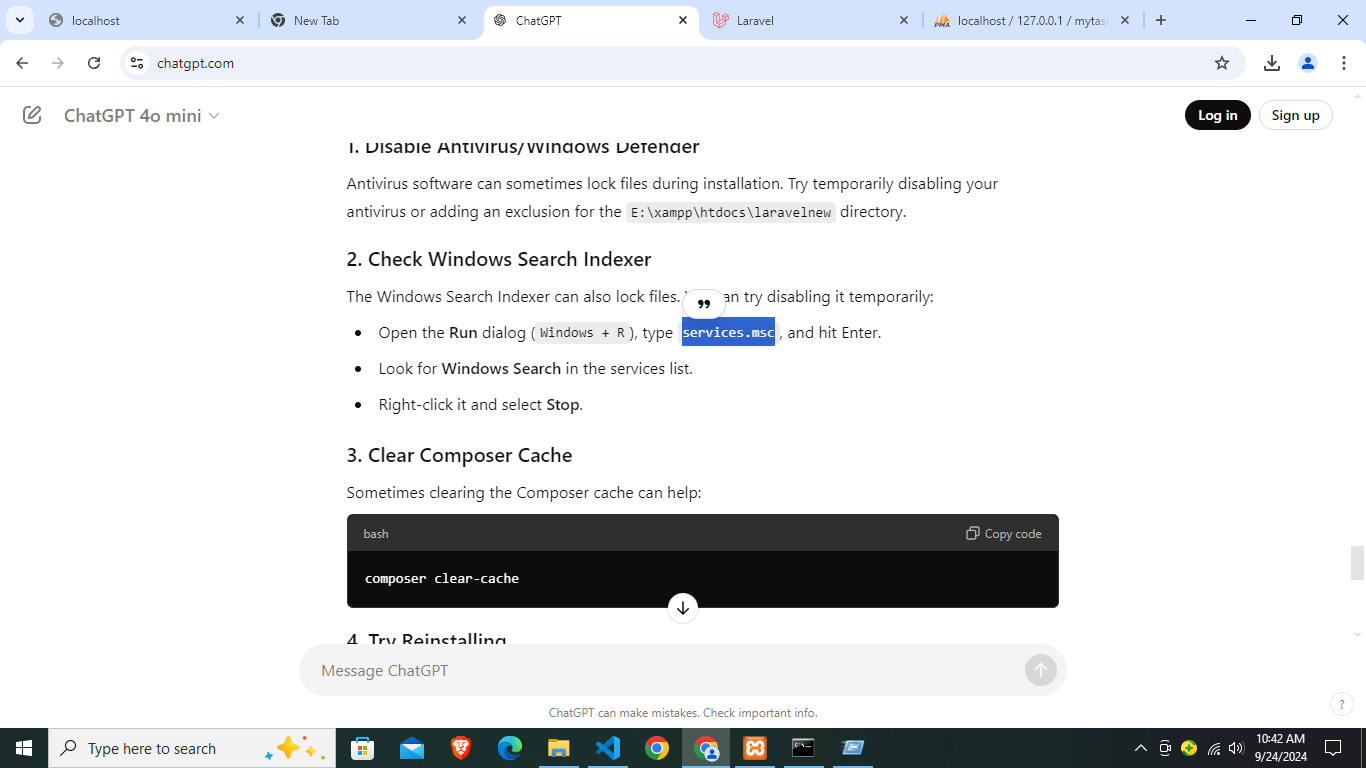 localhost
New Tab
ChatGPT
Laravel
localhost / 127.0.0.1 / mytas
chatgpt.com
ChatGPT 4o mini
Log in
Sign up
1. Disable Antivirus/Windows Defender
Antivirus software can sometimes lock files during installation. Try temporarily disabling your
antivirus or adding an exclusion for the E:\xampp\htdocs\laravelnew directory.
2. Check Windows Search Indexer
The Windows Search Indexer can also lock files. an try disabling it temporarily:
Open the Run dialog (Windows + R), type services.msc, and hit Enter.
Look for Windows Search in the services list.
Right-click it and select Stop.
3. Clear Composer Cache
Sometimes clearing the Composer cache can help:
bash
Copy code
composer clear-cache
4. Try Reinstalling
Message ChatGPT
ChatGPT can make mistakes. Check important info.
?
Type here to search
10:42 AM
9/24/2024